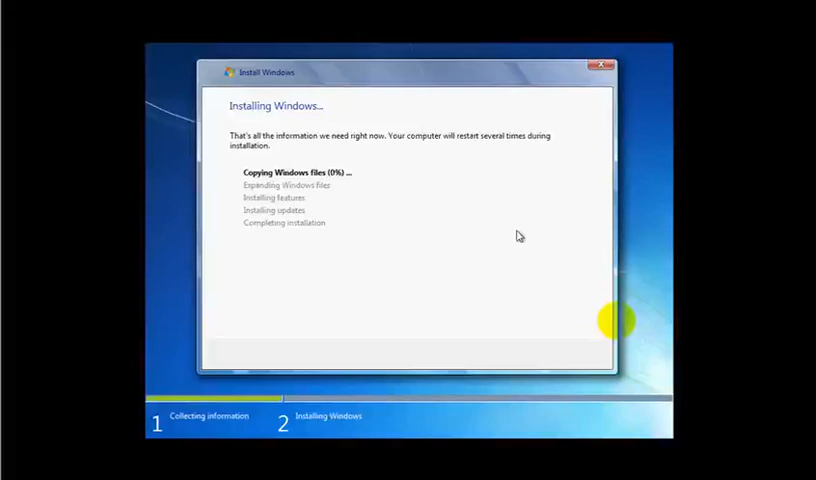 Install Windows
Installing Windows...
That's all the information we need right now. Your computer will restart several times during
installation.
Copying Windows files (0%) ...
Expanding Windows files
Installing features
Installing updates
Completing installation
1 Collecting information
2 Installing Windows